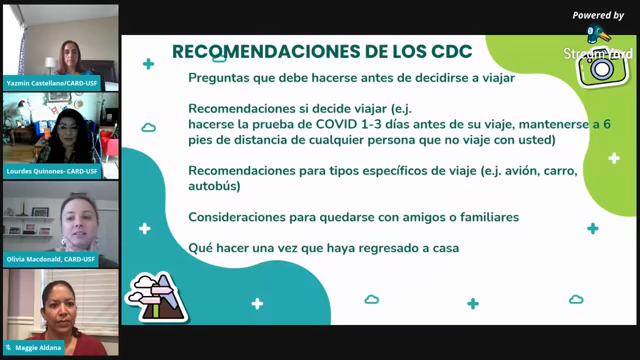 Powered by
StreamYard
RECOMENDACIONES DE LOS CDC
Preguntas que debe hacerse antes de decidirse a viajar
Recomendaciones si decide viajar (e.j.
hacerse la prueba de COVID 1-3 días antes de su viaje, mantenerse a 6
pies de distancia de cualquier persona que no viaje con usted)
Recomendaciones para tipos específicos de viaje (e.j. avión, carro,
autobús)
Consideraciones para quedarse con amigos o familiares
Qué hacer una vez que haya regresado a casa
Yazmin Castellano/CARD-USF
Lourdes Quinones- CARD-USF
Olivia Macdonald, CARD-USF
Maggie Aldana